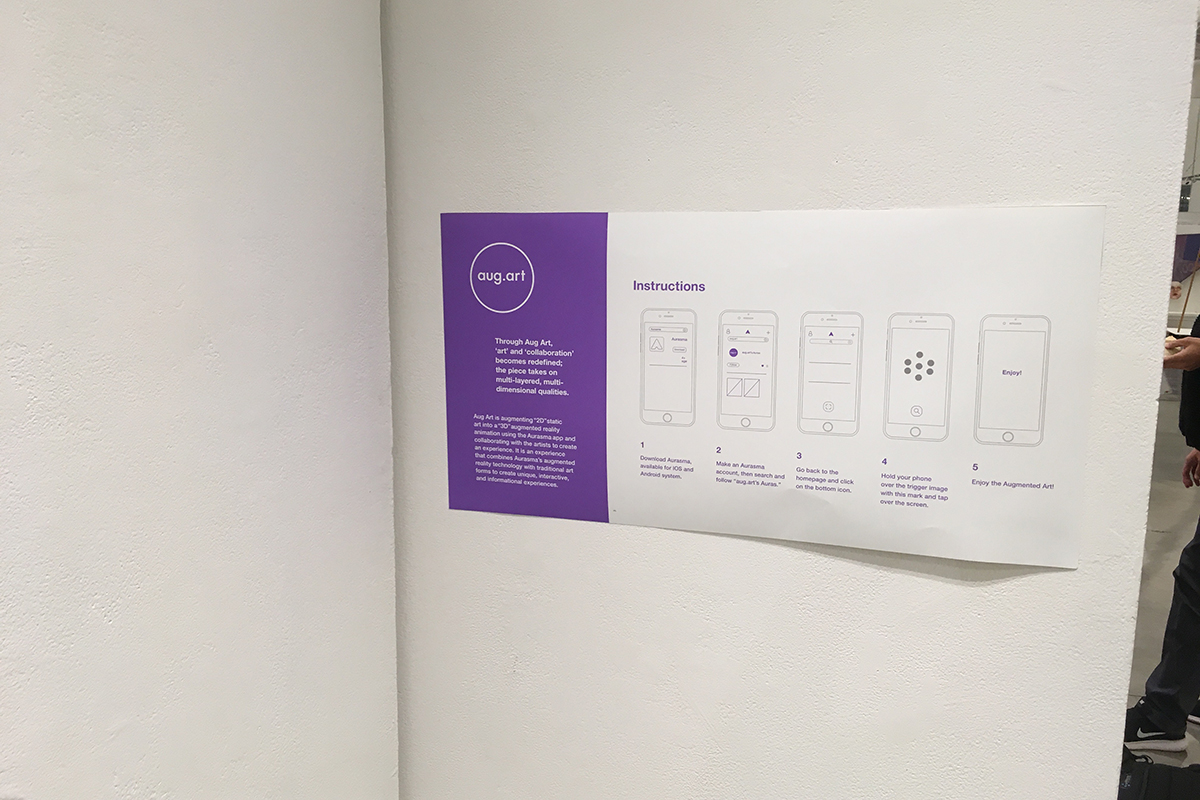 aug.art
Through Aug Art,
‘art’ and ‘collaboration’
becomes redefined;
the piece takes on
multi-layered, multi-
dimensional qualities.
Aug Art is augmenting "2D"static
art into a "3D" augmented reality
animation using the Aurasma app and
collaborating with the artists to create
an experience. It is an experience
that combines Aurasma's augmented
reality technology with traditional art
forms to create unique, interactive,
and informational experiences.
Instructions
Aurasma
Enjoy!
1
Download Aurasma,
available for IOS and
Android system.
2
Make an Aurasma
account, then search and
follow "aug.art's Auras."
3
Go back to the
homepage and click
on the bottom icon.
4
Hold your phone
over the trigger image
with this mark and tap
over the screen.
5
Enjoy the Augmented Art!